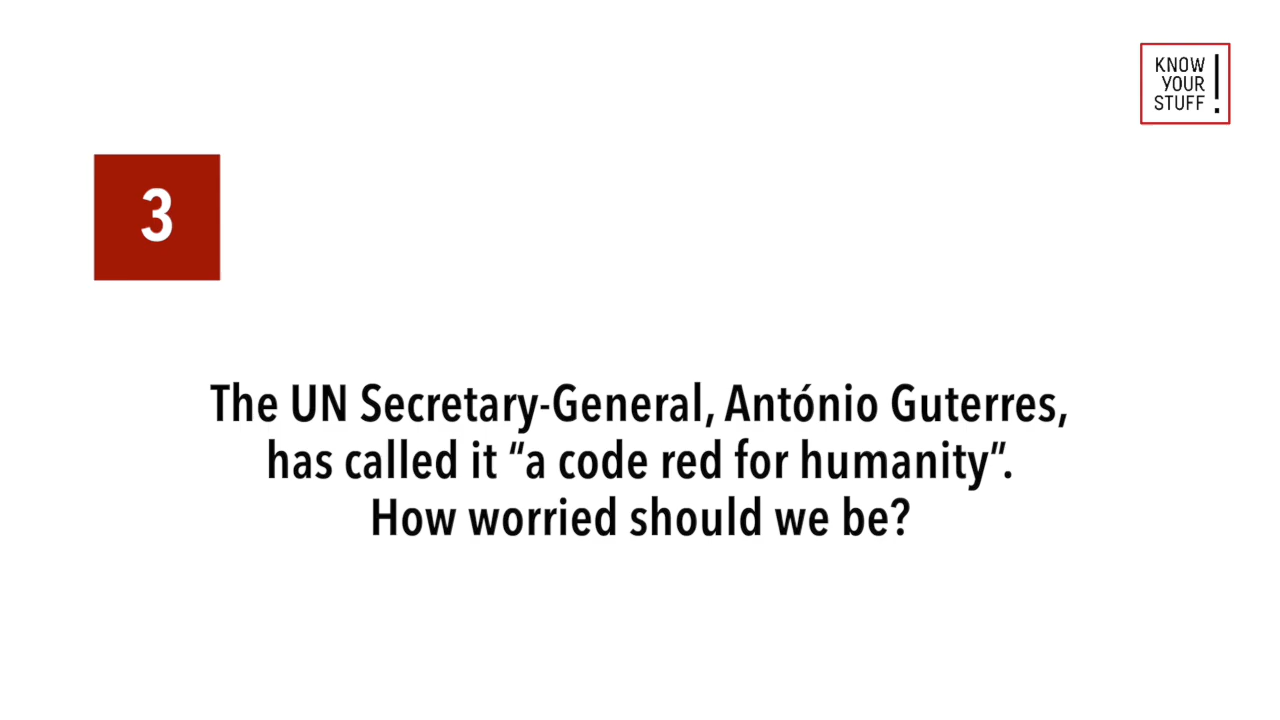 KNOW
YOUR
STUFF !
3
The UN Secretary-General, António Guterres,
has called it “a code red for humanity”.
How worried should we be?